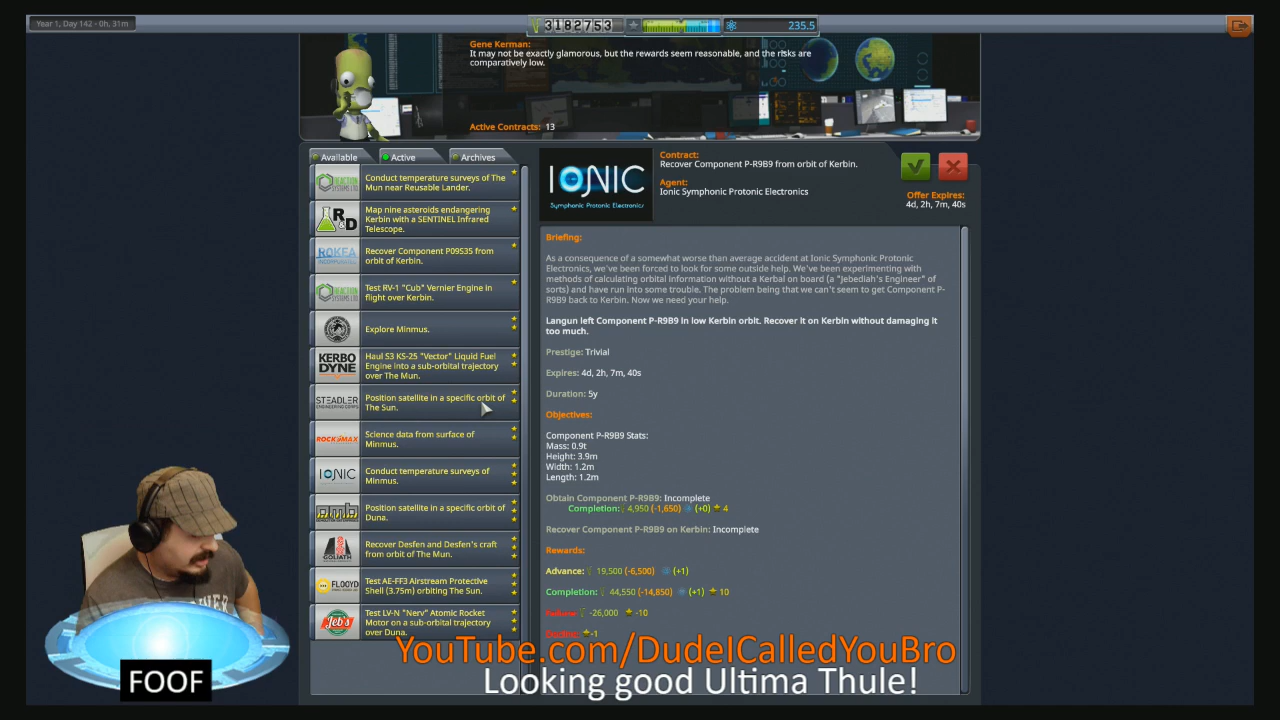 Year 1, Day 142 - 0h, 31m
3182753
235.5
Gene Kerman:
It may not be exactly glamorous, but the rewards seem reasonable, and the risks are
comparatively low.
Active Contracts: 13
Available
Active
Archives
Conduct temperature surveys of The
Mun near Reusable Lander.
R&D
Map nine asteroids endangering
Kerbin with a SENTINEL Infrared
Telescope.
ROKEA
INCORPORATED
Recover Component P09S35 from
orbit of Kerbin.
Test RV-1 "Cub" Vernier Engine in
flight over Kerbin.
Explore Minmus.
KERBO
DYNE
Haul S3 KS-25 "Vector" Liquid Fuel
Engine into a sub-orbital trajectory
over The Mun.
STEADLER
ENGINEERING CORPS
Position satellite in a specific orbit of
The Sun.
ROCKOMAX
Science data from surface of
Minmus.
IONIC
Conduct temperature surveys of
Minmus.
Position satellite in a specific orbit of
Duna.
GOLIATH
Recover Desfen and Desfen's craft
from orbit of The Mun.
FLOOYD
Test AE-FF3 Airstream Protective
Shell (3.75m) orbiting The Sun.
Jeb's
Test LV-N "Nerv" Atomic Rocket
Motor on a sub-orbital trajectory
over Duna.
IONIC
Symphonic Protonic Electronics
Contract:
Recover Component P-R9B9 from orbit of Kerbin.
Agent:
Ionic Symphonic Protonic Electronics
Offer Expires:
4d, 2h, 7m, 40s
Briefing:
As a consequence of a somewhat worse than average accident at Ionic Symphonic Protonic
Electronics, we've been forced to look for some outside help. We've been experimenting with
methods of calculating orbital information without a Kerbal on board (a "Jebediah's Engineer" of
sorts) and have run into some trouble. The problem being that we can't seem to get Component P-
R9B9 back to Kerbin. Now we need your help.
Langun left Component P-R9B9 in low Kerbin orbit. Recover it on Kerbin without damaging it
too much.
Prestige: Trivial
Expires: 4d, 2h, 7m, 40s
Duration: 5y
Objectives:
Component P-R9B9 Stats:
Mass: 0.9t
Height: 3.9m
Width: 1.2m
Length: 1.2m
Obtain Component P-R9B9: Incomplete
Completion: 4,950 (-1,650) (+0) 4
Recover Component P-R9B9 on Kerbin: Incomplete
Rewards:
Advance: 19,500 (-6,500) (+1)
Completion: 44,550 (-14,850) (+1) 10
Failure: -26,000 -10
-1
YouTube.com/DudeICalledYouBro
Looking good Ultima Thule!
FOOF